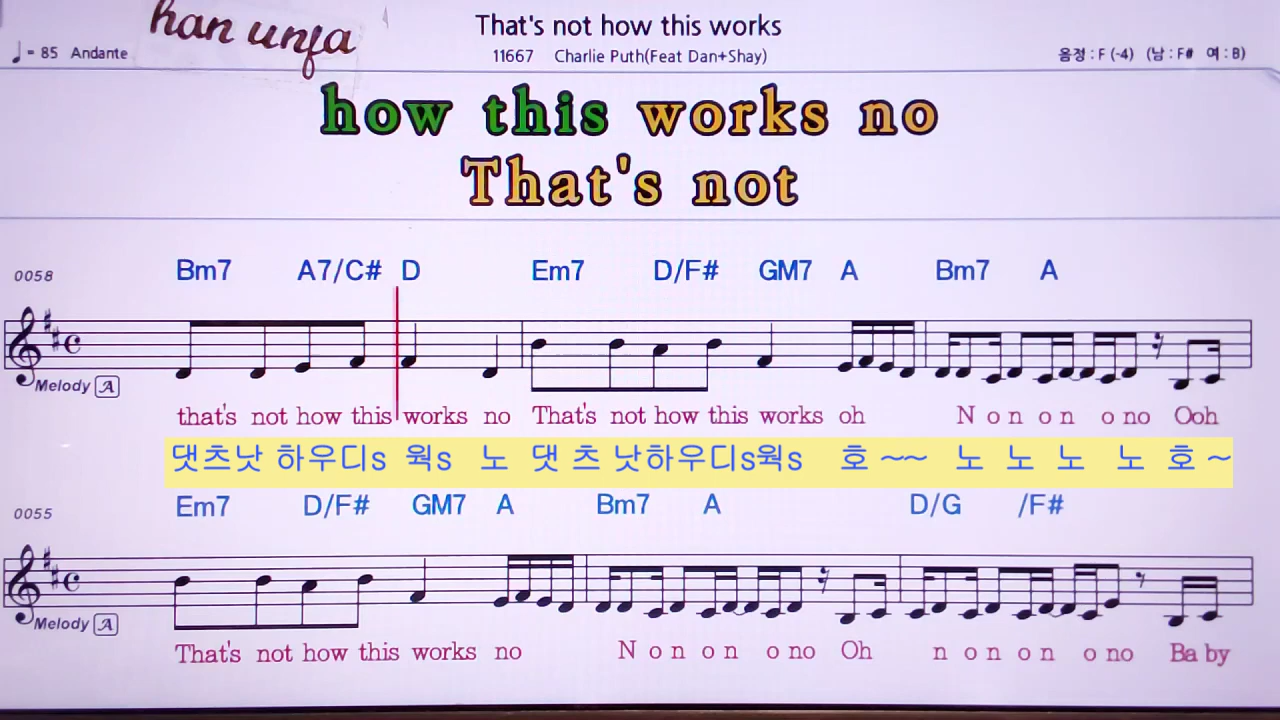 han unja
That's not how this works
♩= 85 Andante
11667 Charlie Puth(Feat Dan+Shay)
음정 : F (-4) (남 : F# 여 : B)
how this works no
That's not
0058
Bm7 A7/C# D Em7 D/F# GM7 A Bm7 A
Melody A
that's not how this works no That's not how this works oh N o n o n o no Ooh
댓츠낫 하우디s 웍s 노 댓 츠 낫하우디s웍s 호 ~~ 노 노 노 노 호 ~
0055
Em7 D/F# GM7 A Bm7 A D/G /F#
Melody A
That's not how this works no N o n o n o no Oh n o n o n o no Ba by